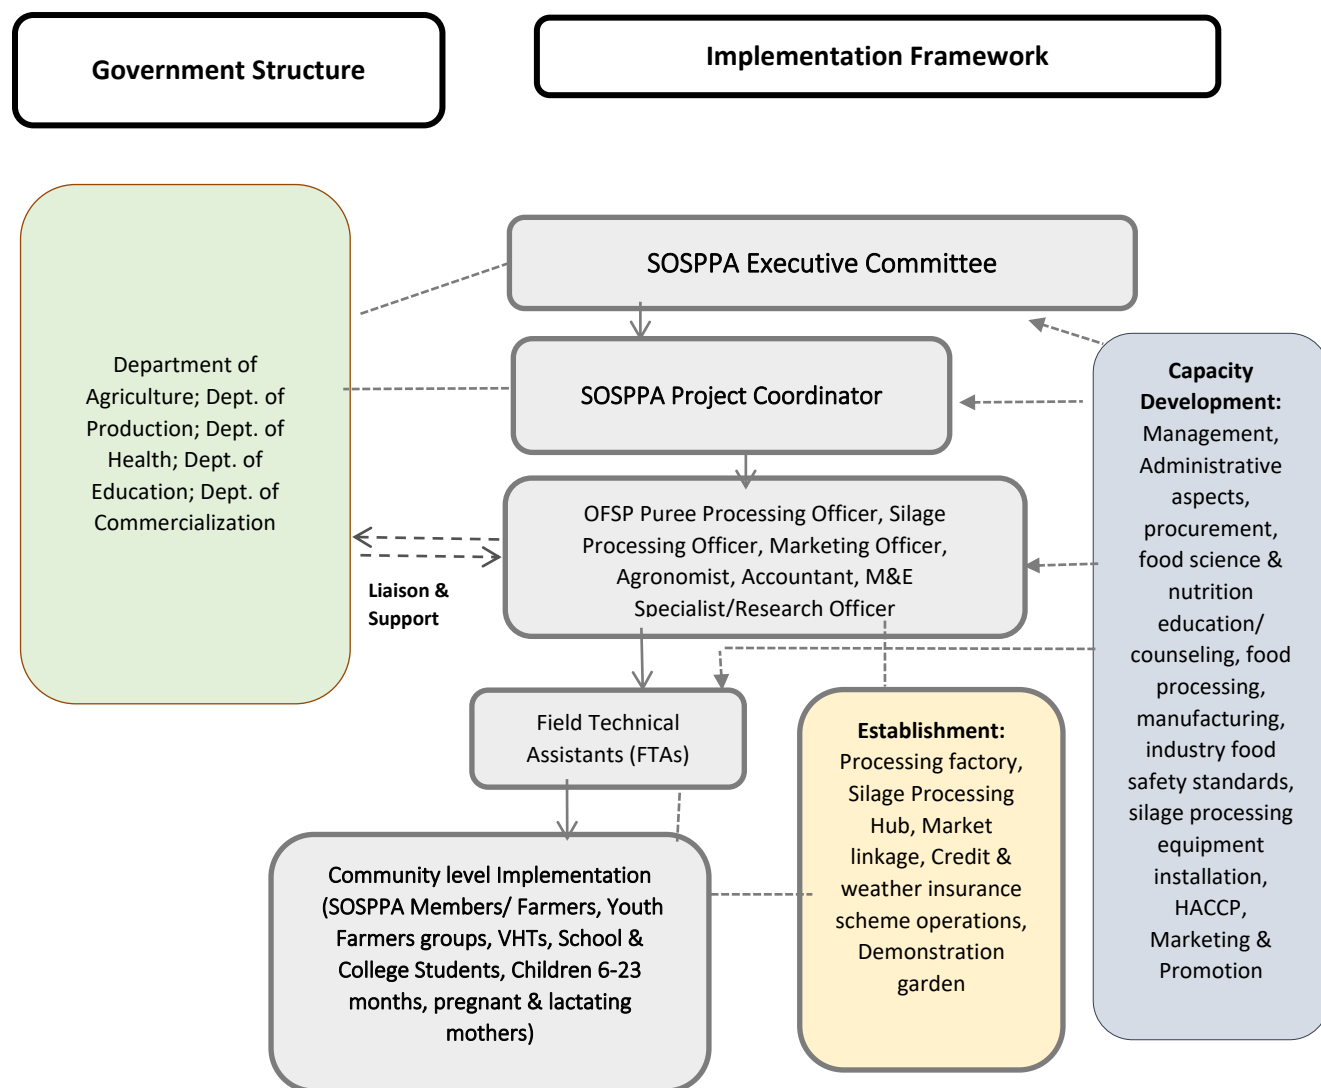 Government Structure
Implementation Framework
Department of
Agriculture; Dept. of
Production; Dept. of
Health; Dept. of
Education; Dept. of
Commercialization
SOSPPA Executive Committee
SOSPPA Project Coordinator
OFSP Puree Processing Officer, Silage
Processing Officer, Marketing Officer,
Agronomist, Accountant, M&E
Specialist/Research Officer
Liaison &
Support
Field Technical
Assistants (FTAs)
Community level Implementation
(SOSPPA Members/ Farmers, Youth
Farmers groups, VHTs, School &
College Students, Children 6-23
months, pregnant & lactating
mothers)
Establishment:
Processing factory,
Silage Processing
Hub, Market
linkage, Credit &
weather insurance
scheme operations,
Demonstration
garden
Capacity
Development:
Management,
Administrative
aspects,
procurement,
food science &
nutrition
education/
counseling, food
processing,
manufacturing,
industry food
safety standards,
silage processing
equipment
installation,
HACCP,
Marketing &
Promotion